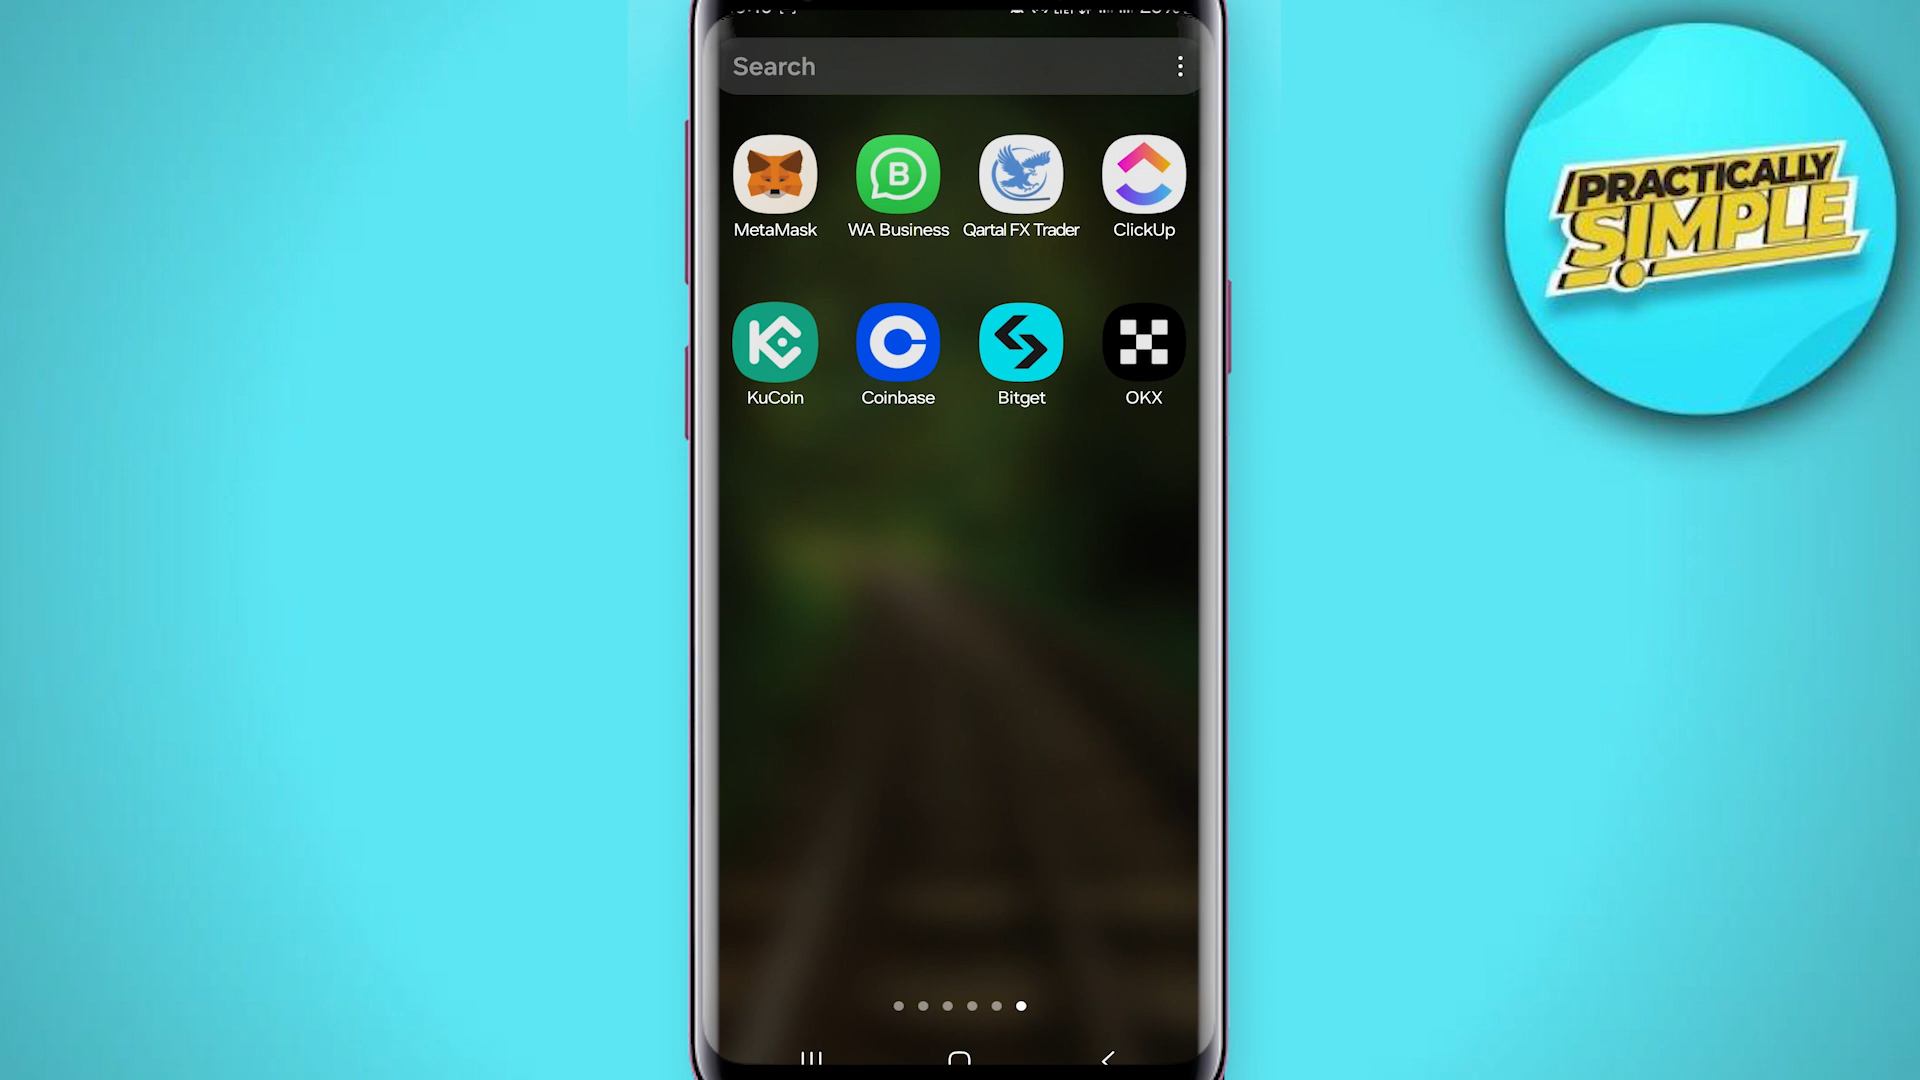 Search
MetaMask
WA Business
Qartal FX Trader
ClickUp
KuCoin
Coinbase
Bitget
OKX
PRACTICALLY
SIMPLE